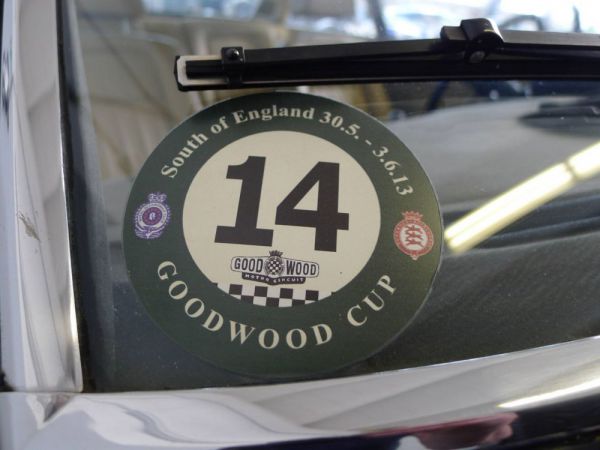 South of England 30.5. - 3.6.13
14
GOODWOOD
MOTOR CIRCUIT
GOODWOOD CUP